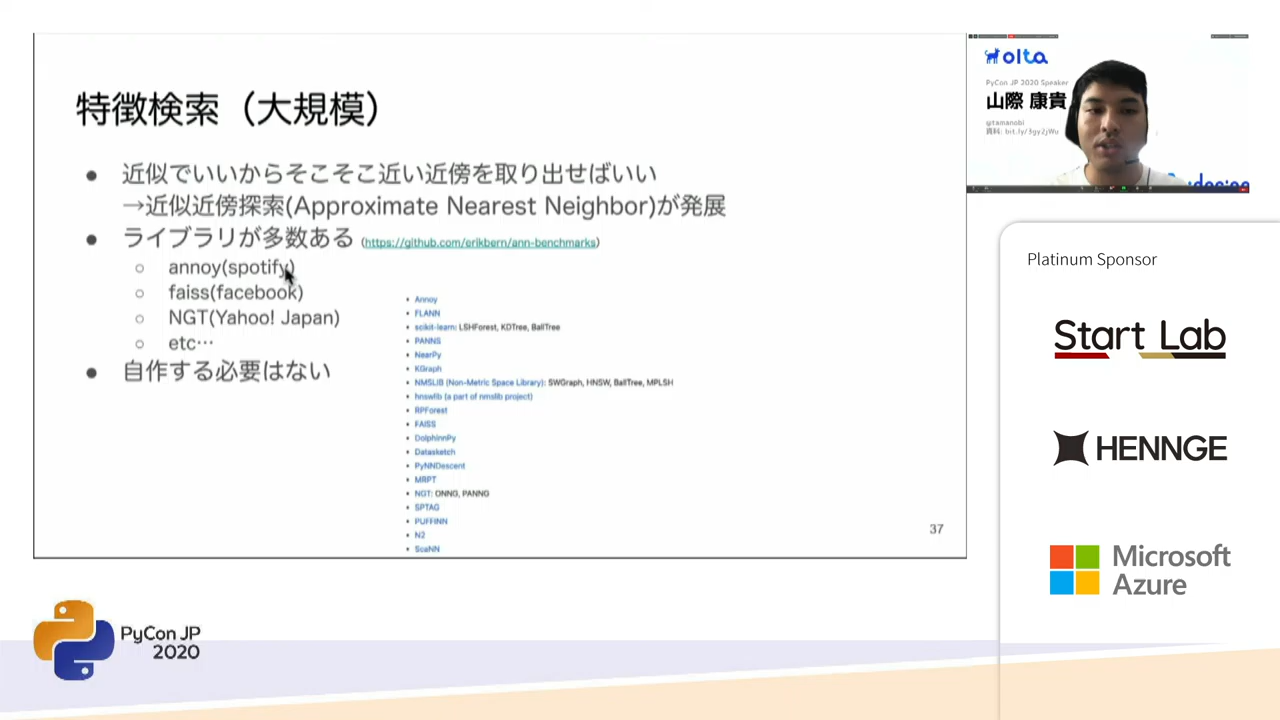 特徴検索（大規模）
● 近似でいいからそこそこ近い近傍を取り出せばいい
→近似近傍探索(Approximate Nearest Neighbor)が発展
● ライブラリが多数ある (https://github.com/erikbern/ann-benchmarks)
○ annoy(spotify)
○ faiss(facebook)
○ NGT(Yahoo! Japan)
○ etc…
● 自作する必要はない
• Annoy
• FLANN
• scikit-learn: LSHForest, KDTree, BallTree
• PANNS
• NearPy
• KGraph
• NMSLIB (Non-Metric Space Library): SWGraph, HNSW, BallTree, MPLSH
• hnswlib (a part of nmslib project)
• RPForest
• FAISS
• DolphinnPy
• Datasketch
• PyNNDescent
• MRPT
• NGT: ONNG, PANNG
• SPTAG
• PUFFINN
• N2
• ScaNN
37
olta
PyCon JP 2020 Speaker
山際 康貴
@tamanobi
Platinum Sponsor
Start Lab
HENNGE
Microsoft
Azure
PyCon JP
2020